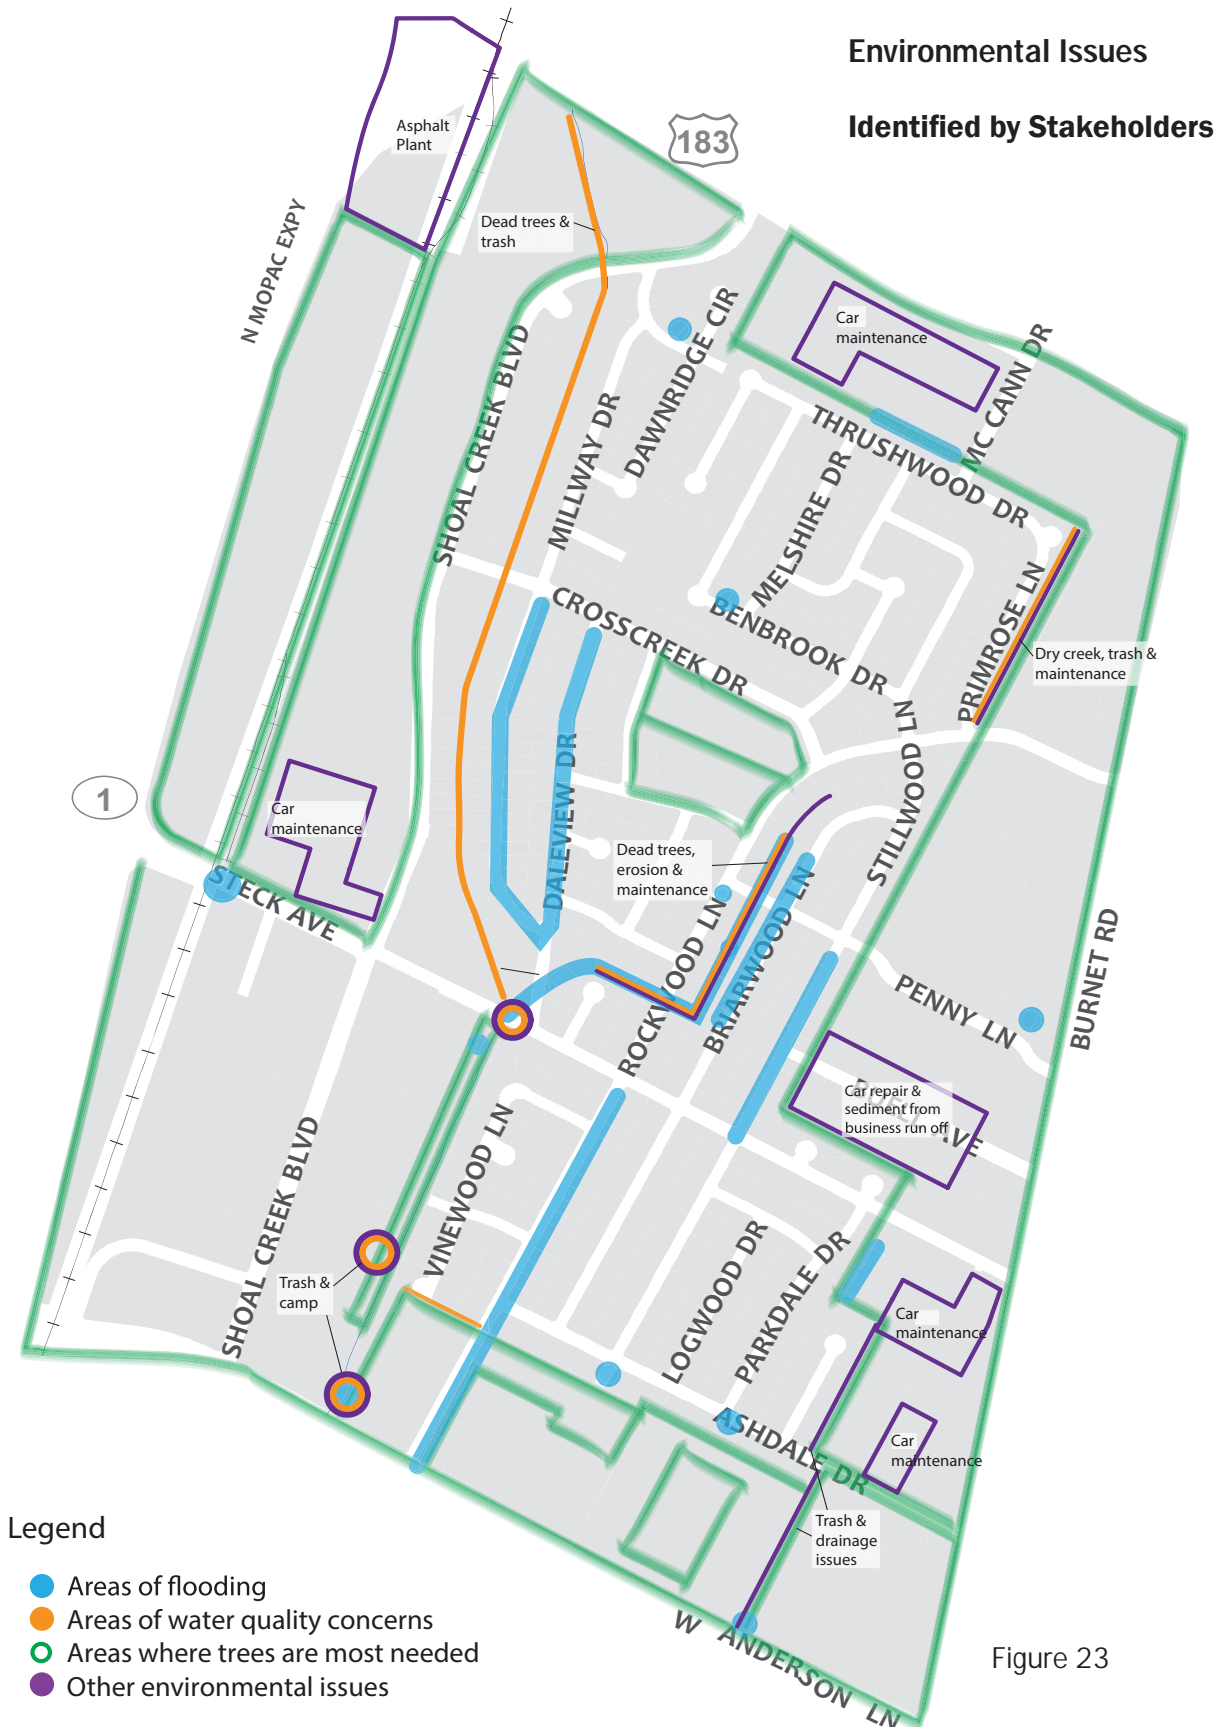 Environmental Issues
Identified by Stakeholders
183
Asphalt
Plant
N MOPAC EXPY
Dead trees &
trash
Car
maintenance
MC CANN DR
DAWNRIDGE CIR
SHOAL CREEK BLVD
MILLWAY DR
THRUSHWOOD DR
MELSHIRE DR
CROSSCREEK DR
BENBROOK DR
PRIMROSE LN
Dry creek, trash &
maintenance
STILLWOOD LN
1
Car
maintenance
DALEVIEW DR
Dead trees,
erosion &
maintenance
STECK AVE
ROCKWOOD LN
BRIARWOOD LN
PENNY LN
BURNET RD
Car repair &
sediment from
business run off
BUELL AVE
VINEWOOD LN
SHOAL CREEK BLVD
Trash &
camp
LOGWOOD DR
PARKDALE DR
Car
maintenance
ASHDALE DR
Car
maintenance
Trash &
drainage
issues
W ANDERSON LN
Legend
Areas of flooding
Areas of water quality concerns
Areas where trees are most needed
Other environmental issues
Figure 23